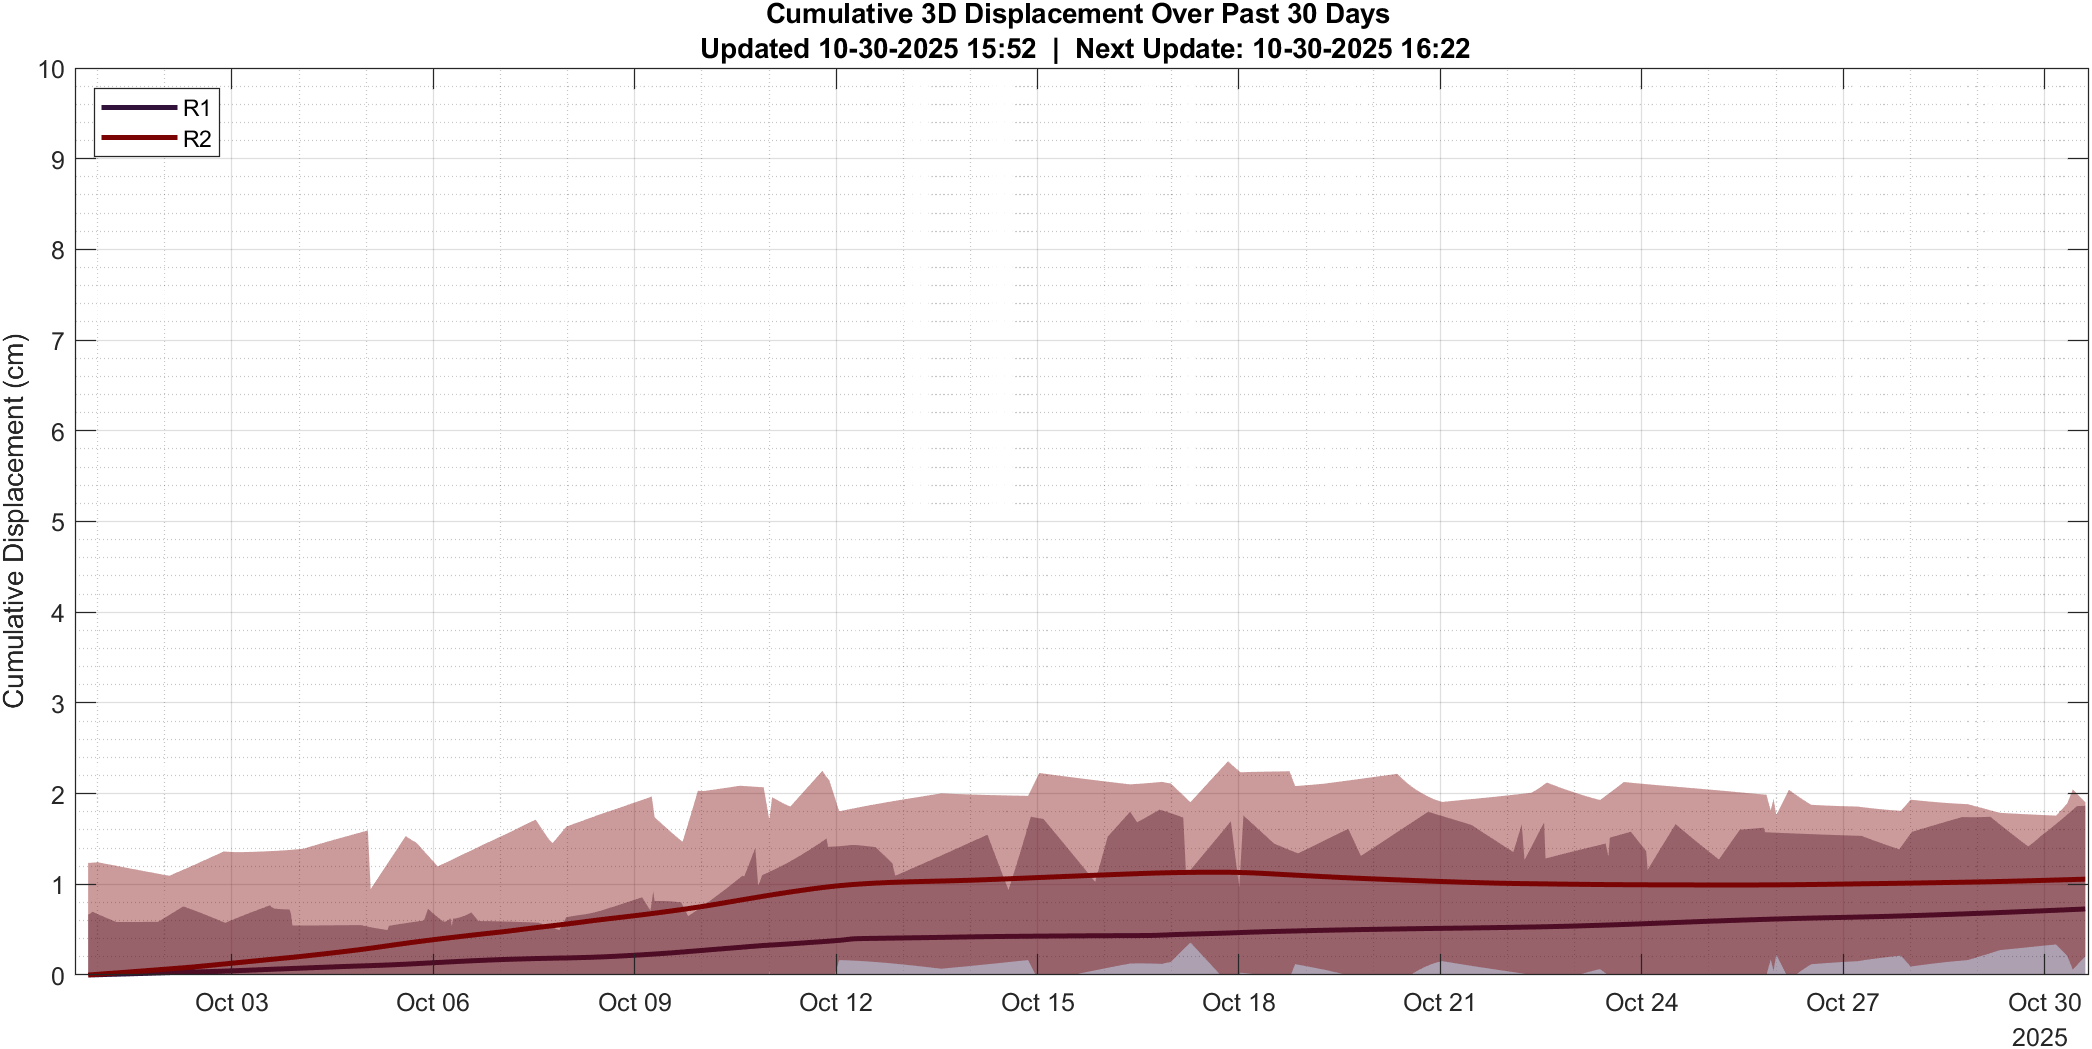 Cumulative 3D Displacement Over Past 30 Days
Updated 10-30-2025 15:52 | Next Update: 10-30-2025 16:22
R1
R2
Cumulative Displacement (cm)
10
9
8
7
6
5
4
3
2
1
0
Oct 03 Oct 06 Oct 09 Oct 12 Oct 15 Oct 18 Oct 21 Oct 24 Oct 27 Oct 30
2025